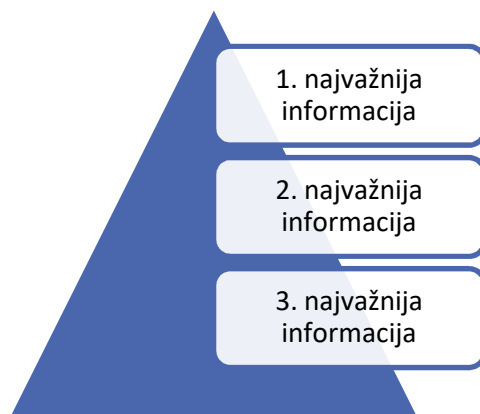 1. najvažnija
informacija
2. najvažnija
informacija
3. najvažnija
informacija